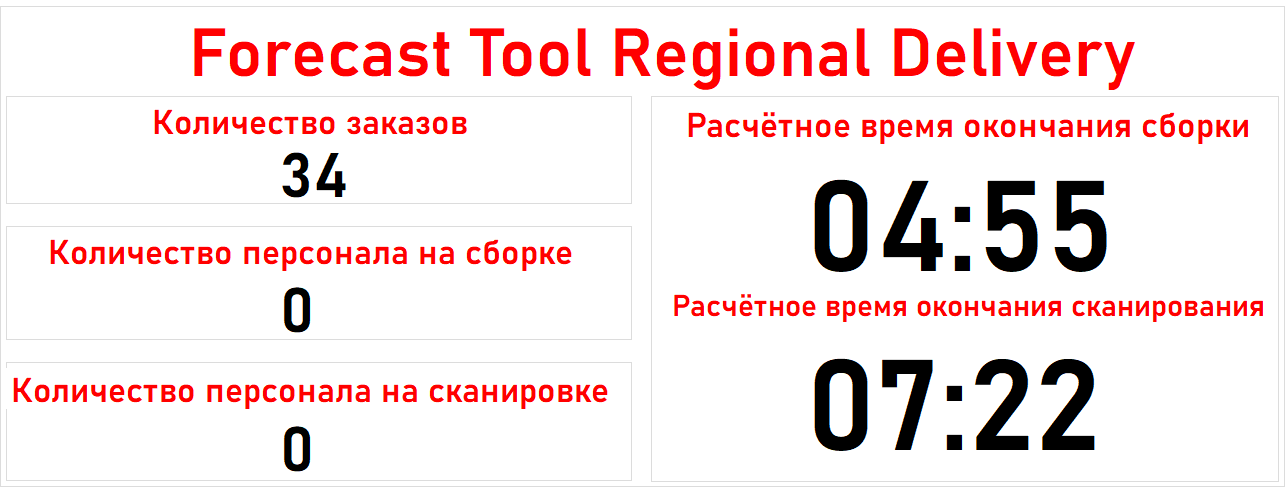 Forecast Tool Regional Delivery
Количество заказов
34
Количество персонала на сборке
0
Количество персонала на сканировке
0
Расчётное время окончания сборки
04:55
Расчётное время окончания сканирования
07:22